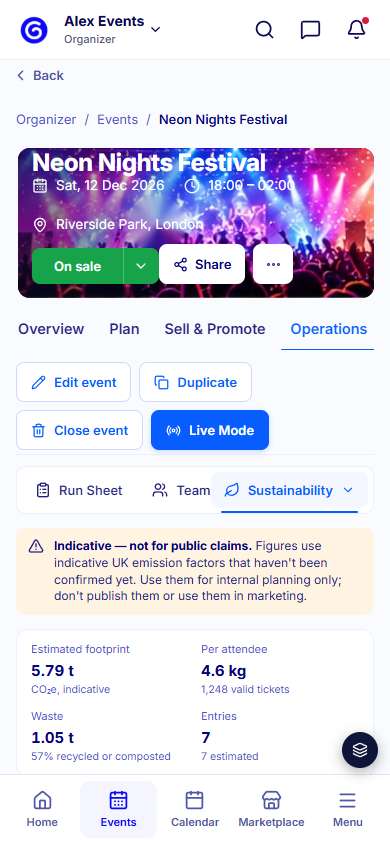 Alex Events
Organizer
Back
Organizer / Events / Neon Nights Festival
Neon Nights Festival
Sat, 12 Dec 2026 18:00 – 02:00
Riverside Park, London
On sale
Share
Overview Plan Sell & Promote Operations
Edit event Duplicate
Close event Live Mode
Run Sheet Team Sustainability
Indicative — not for public claims. Figures use
indicative UK emission factors that haven't been
confirmed yet. Use them for internal planning only;
don't publish them or use them in marketing.
Estimated footprint Per attendee
5.79 t 4.6 kg
CO₂e, indicative 1,248 valid tickets
Waste Entries
1.05 t 7
57% recycled or composted 7 estimated
Home Events Calendar Marketplace Menu